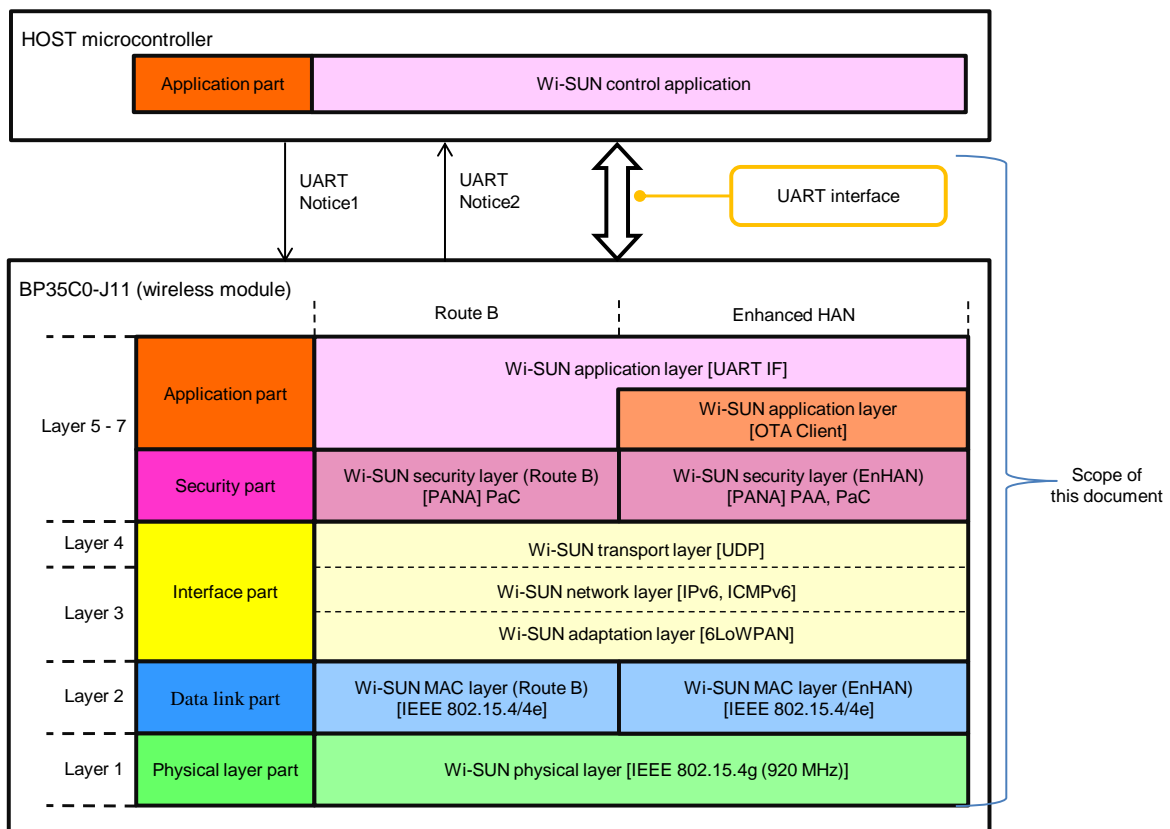 HOST microcontroller
Application part
Wi-SUN control application
UART
Notice1
UART
Notice2
UART interface
BP35C0-J11 (wireless module)
Route B
Enhanced HAN
Layer 5 - 7
Application part
Wi-SUN application layer [UART IF]
Wi-SUN application layer
[OTA Client]
Security part
Wi-SUN security layer (Route B)
[PANA] PaC
Wi-SUN security layer (EnHAN)
[PANA] PAA, PaC
Scope of
this document
Layer 4
Interface part
Wi-SUN transport layer [UDP]
Layer 3
Wi-SUN network layer [IPv6, ICMPv6]
Wi-SUN adaptation layer [6LoWPAN]
Layer 2
Data link part
Wi-SUN MAC layer (Route B)
[IEEE 802.15.4/4e]
Wi-SUN MAC layer (EnHAN)
[IEEE 802.15.4/4e]
Layer 1
Physical layer part
Wi-SUN physical layer [IEEE 802.15.4g (920 MHz)]